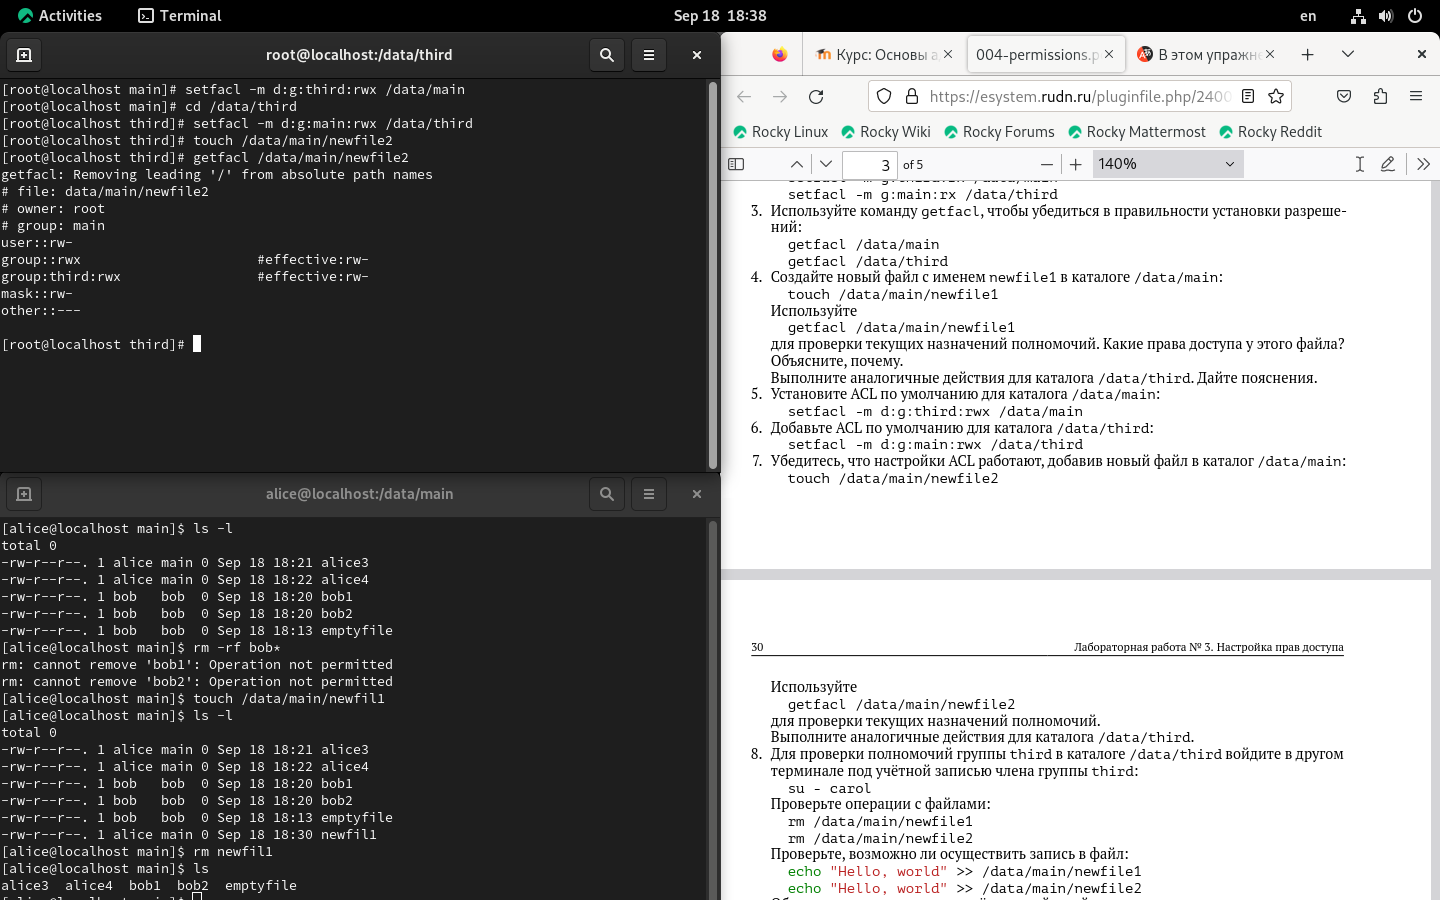 Activities Terminal Sep 18 18:38 en
root@localhost:/data/third
[root@localhost main]# setfacl -m d:g:third:rwx /data/main
[root@localhost main]# cd /data/third
[root@localhost third]# setfacl -m d:g:main:rwx /data/third
[root@localhost third]# touch /data/main/newfile2
[root@localhost third]# getfacl /data/main/newfile2
getfacl: Removing leading '/' from absolute path names
# file: data/main/newfile2
# owner: root
# group: main
user::rw-
group::rwx #effective:rw-
group:third:rwx #effective:rw-
mask::rw-
other::---
[root@localhost third]#
alice@localhost:/data/main
[alice@localhost main]$ ls -l
total 0
-rw-r--r--. 1 alice main 0 Sep 18 18:21 alice3
-rw-r--r--. 1 alice main 0 Sep 18 18:22 alice4
-rw-r--r--. 1 bob bob 0 Sep 18 18:20 bob1
-rw-r--r--. 1 bob bob 0 Sep 18 18:20 bob2
-rw-r--r--. 1 bob bob 0 Sep 18 18:13 emptyfile
[alice@localhost main]$ rm -rf bob*
rm: cannot remove 'bob1': Operation not permitted
rm: cannot remove 'bob2': Operation not permitted
[alice@localhost main]$ touch /data/main/newfil1
[alice@localhost main]$ ls -l
total 0
-rw-r--r--. 1 alice main 0 Sep 18 18:21 alice3
-rw-r--r--. 1 alice main 0 Sep 18 18:22 alice4
-rw-r--r--. 1 bob bob 0 Sep 18 18:20 bob1
-rw-r--r--. 1 bob bob 0 Sep 18 18:20 bob2
-rw-r--r--. 1 bob bob 0 Sep 18 18:13 emptyfile
-rw-r--r--. 1 alice main 0 Sep 18 18:30 newfil1
[alice@localhost main]$ rm newfil1
[alice@localhost main]$ ls
alice3 alice4 bob1 bob2 emptyfile
Курс: Основы а 004-permissions.p В этом упражне
https://esystem.rudn.ru/pluginfile.php/2400
Rocky Linux Rocky Wiki Rocky Forums Rocky Mattermost Rocky Reddit
3 of 5 140%
setfacl -m g:main:rx /data/third
3. Используйте команду getfacl, чтобы убедиться в правильности установки разреше-
ний:
getfacl /data/main
getfacl /data/third
4. Создайте новый файл с именем newfile1 в каталоге /data/main:
touch /data/main/newfile1
Используйте
getfacl /data/main/newfile1
для проверки текущих назначений полномочий. Какие права доступа у этого файла?
Объясните, почему.
Выполните аналогичные действия для каталога /data/third. Дайте пояснения.
5. Установите ACL по умолчанию для каталога /data/main:
setfacl -m d:g:third:rwx /data/main
6. Добавьте ACL по умолчанию для каталога /data/third:
setfacl -m d:g:main:rwx /data/third
7. Убедитесь, что настройки ACL работают, добавив новый файл в каталог /data/main:
touch /data/main/newfile2
30 Лабораторная работа № 3. Настройка прав доступа
Используйте
getfacl /data/main/newfile2
для проверки текущих назначений полномочий.
Выполните аналогичные действия для каталога /data/third.
8. Для проверки полномочий группы third в каталоге /data/third войдите в другом
терминале под учётной записью члена группы third:
su - carol
Проверьте операции с файлами:
rm /data/main/newfile1
rm /data/main/newfile2
Проверьте, возможно ли осуществить запись в файл:
echo "Hello, world" >> /data/main/newfile1
echo "Hello, world" >> /data/main/newfile2